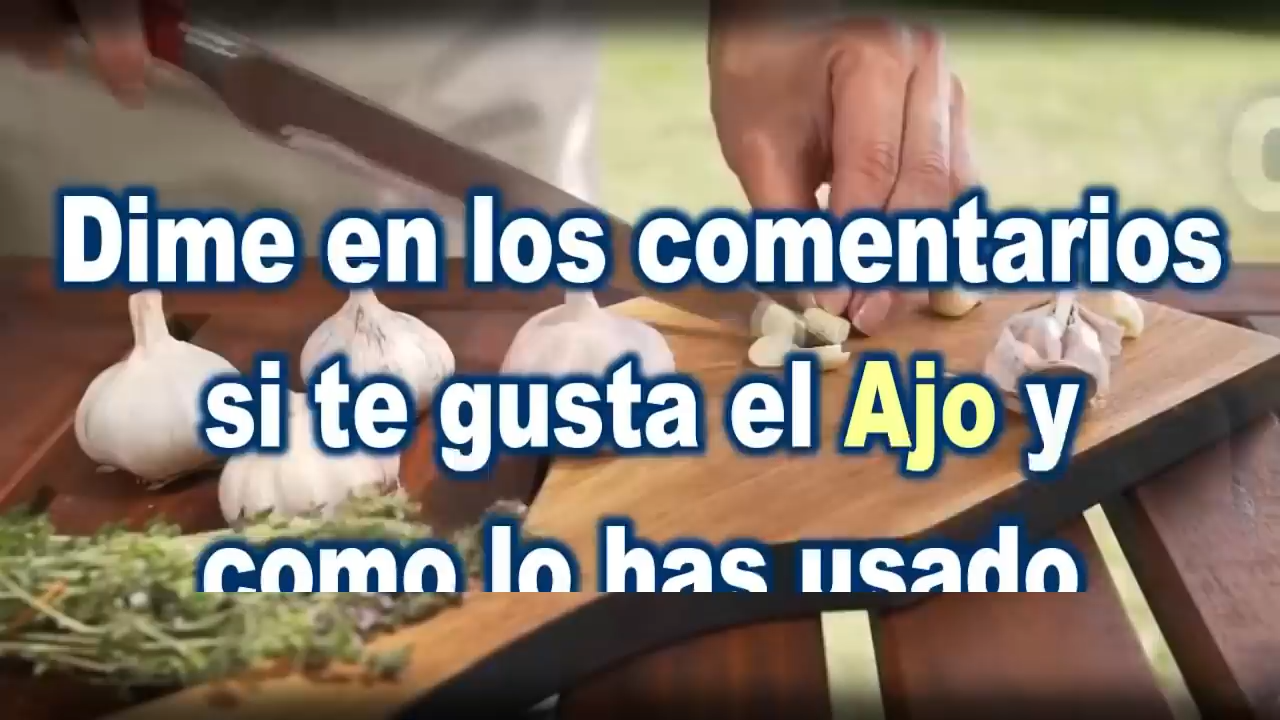 Dime en los comentarios
si te gusta el Ajo y
como lo has usado